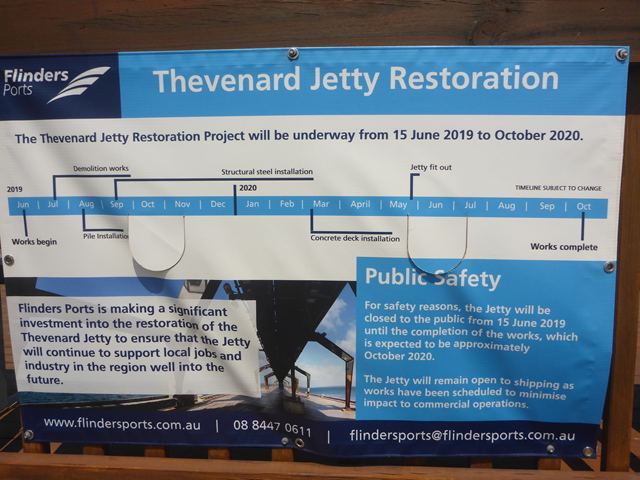 Flinders
Ports
Thevenard Jetty Restoration
The Thevenard Jetty Restoration Project will be underway from 15 June 2019 to October 2020.
Demolition works
Structural steel installation
Jetty fit out
2019
2020
TIMELINE SUBJECT TO CHANGE
Jun | Jul | Aug | Sep | Oct | Nov | Dec | Jan | Feb | Mar | April | May | Jun | Jul | Aug | Sep | Oct
Works begin
Pile Installation
Concrete deck installation
Works complete
Flinders Ports is making a significant
investment into the restoration of the
Thevenard Jetty to ensure that the Jetty
will continue to support local jobs and
industry in the region well into the
future.
Public Safety
For safety reasons, the Jetty will be
closed to the public from 15 June 2019
until the completion of the works, which
is expected to be approximately
October 2020.
The Jetty will remain open to shipping as
works have been scheduled to minimise
impact to commercial operations.
www.flindersports.com.au | 08 8447 0611 | flindersports@flindersports.com.au